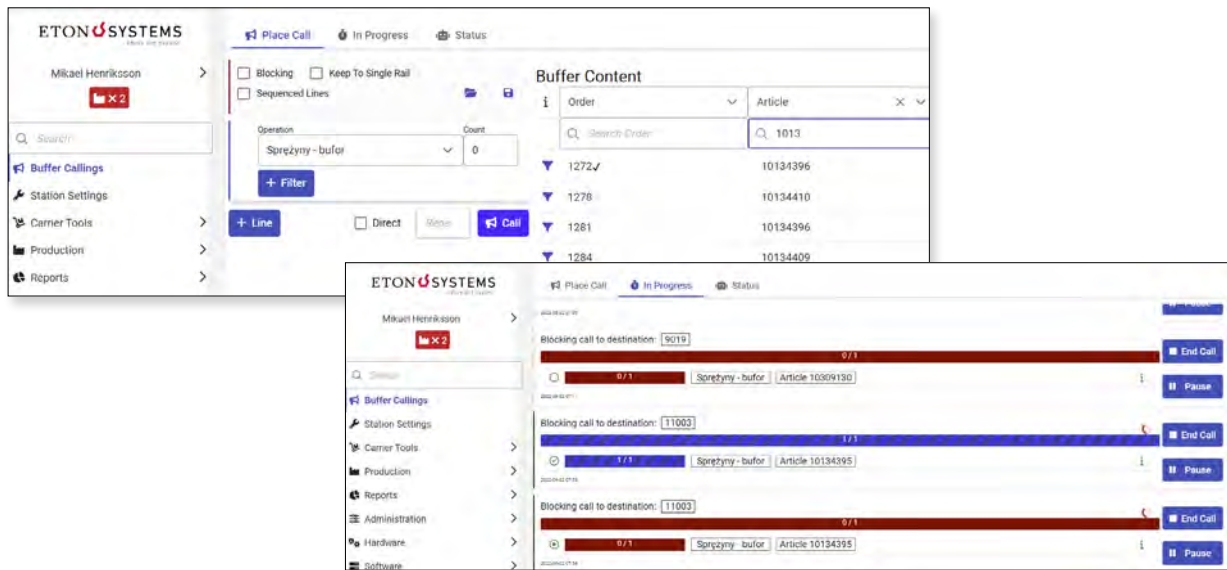 ETON SYSTEMS
Mikael Henriksson
× 2
Search
Buffer Callings
Station Settings
Carrier Tools
Production
Reports
Place Call In Progress Status
Blocking Keep To Single Rail
Sequenced Lines
Operation Count
Sprężyny - bufor 0
+ Filter
+ Line Direct Call
Buffer Content
i Order Article
Search Order 1013
1272✓ 10134396
1278 10134410
1281 10134396
1284 10134409
ETON SYSTEMS
Mikael Henriksson
× 2
Search
Buffer Callings
Station Settings
Carrier Tools
Production
Reports
Administration
Hardware
Software
Place Call In Progress Status
Pause
Blocking call to destination: 9019
0/1 End Call
0/1 Sprężyny - bufor Article 10309130 i Pause
Blocking call to destination: 11003
1/1 End Call
1/1 Sprężyny - bufor Article 10134395 i Pause
Blocking call to destination: 11003
0/1 End Call
0/1 Sprężyny - bufor Article 10134395 i Pause